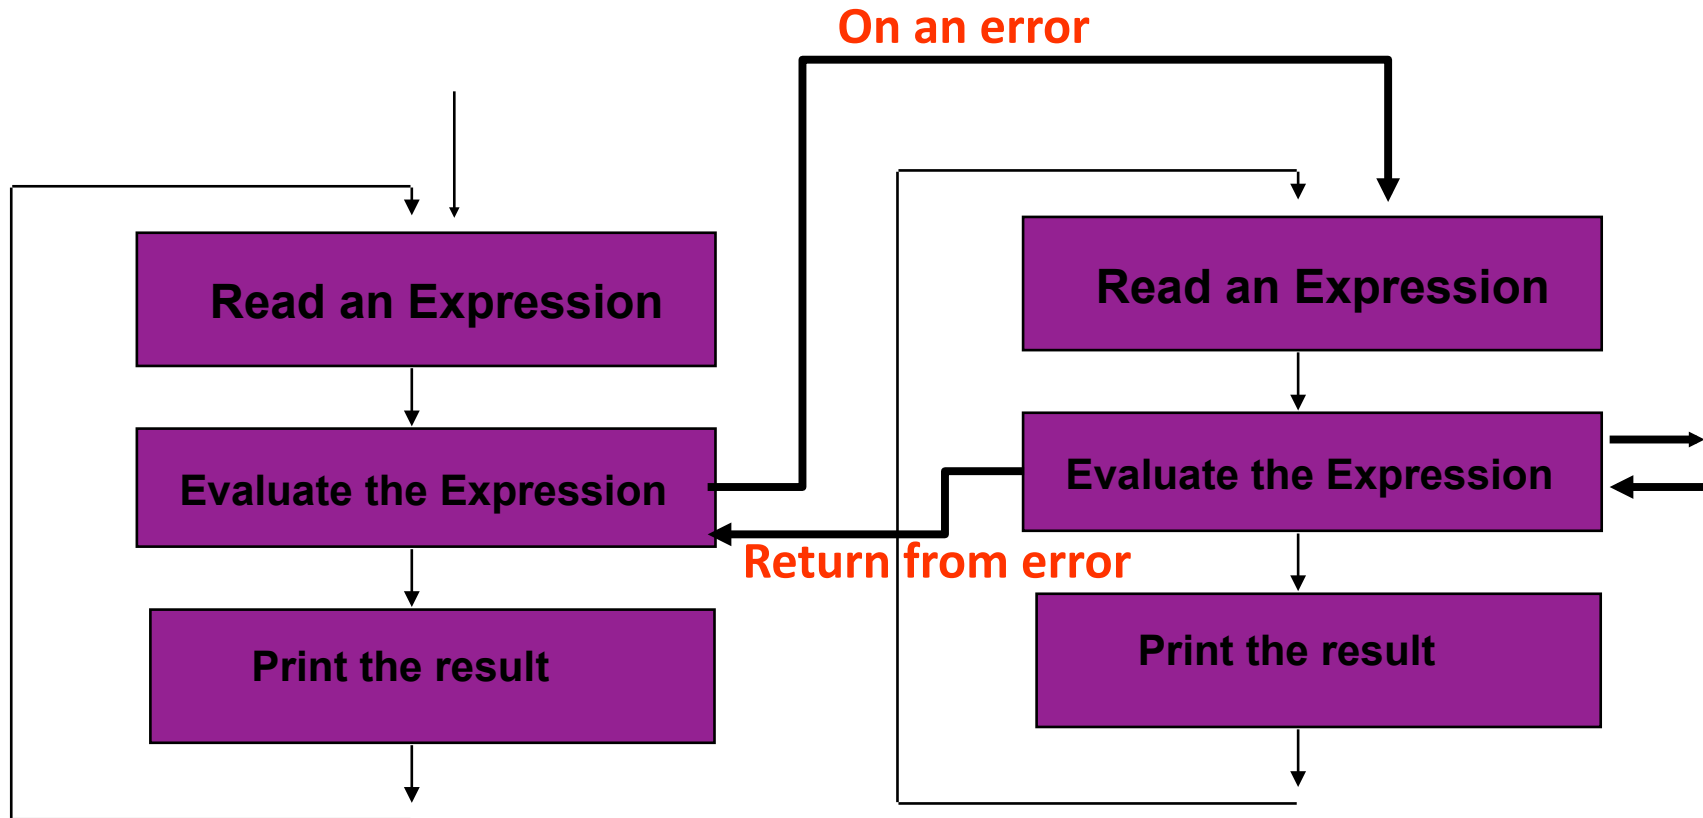 On an error
Read an Expression
Evaluate the Expression
Print the result
Return from error
Read an Expression
Evaluate the Expression
Print the result